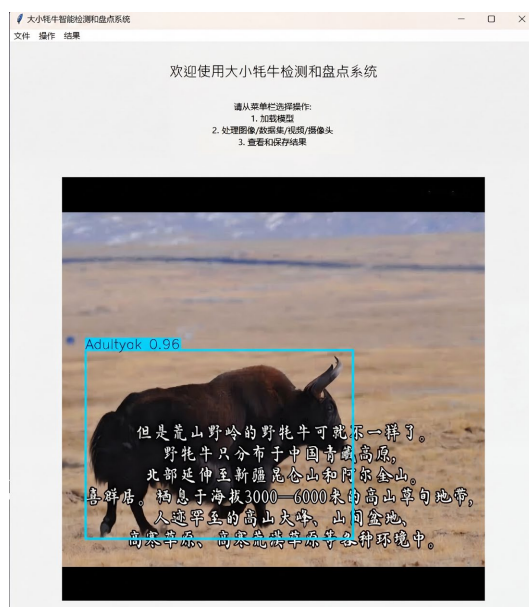 大小牦牛智能检测和盘点系统
文件 操作 结果
欢迎使用大小牦牛检测和盘点系统
请从菜单栏选择操作:
1. 加载模型
2. 处理图像/数据集/视频/摄像头
3. 查看和保存结果
Adultyak 0.96
但是荒山野岭的野牦牛可就不一样了。
野牦牛只分布于中国青藏高原,
北部延伸至新疆昆仑山和阿尔金山。
喜群居。栖息于海拔3000—6000米的高山草甸地带,
人迹罕至的高山大峰、山间盆地、
高寒草原、高寒荒漠草原等各种环境中。